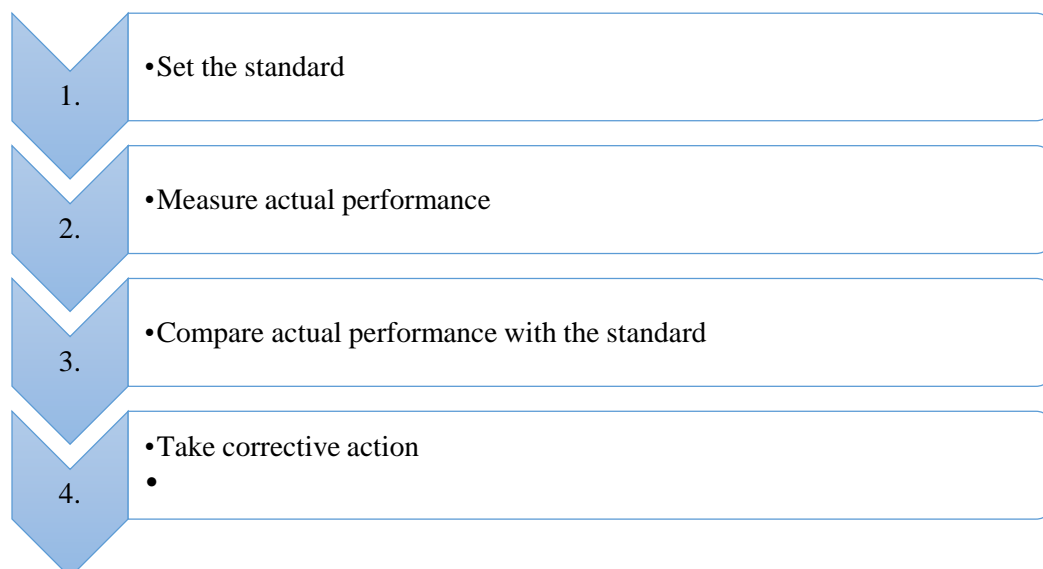 1.
•Set the standard
2.
•Measure actual performance
3.
•Compare actual performance with the standard
4.
•Take corrective action
•